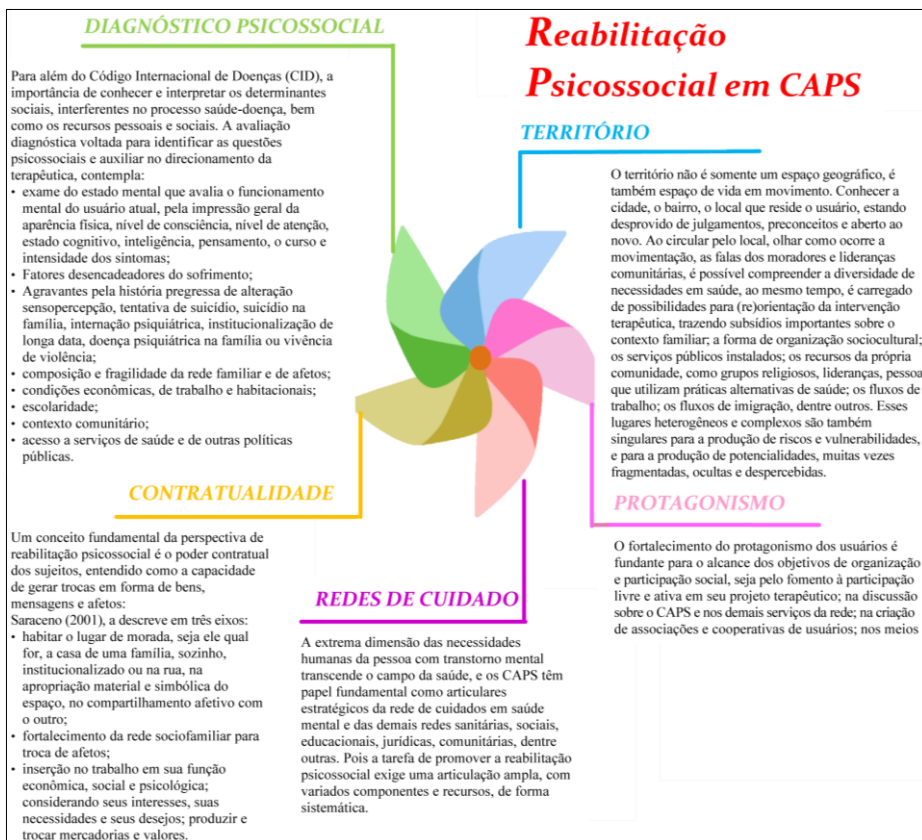 Reabilitação
Psicossocial em CAPS
DIAGNÓSTICO PSICOSSOCIAL
Para além do Código Internacional de Doenças (CID), a
importância de conhecer e interpretar os determinantes
sociais, interferentes no processo saúde-doença, bem
como os recursos pessoais e sociais. A avaliação
diagnóstica voltada para identificar as questões
psicossociais e auxiliar no direcionamento da
terapêutica, contempla:
• exame do estado mental que avalia o funcionamento
mental do usuário atual, pela impressão geral da
aparência física, nível de consciência, nível de atenção,
estado cognitivo, inteligência, pensamento, o curso e
intensidade dos sintomas;
• Fatores desencadeadores do sofrimento;
• Agravantes pela história pregressa de alteração
sensopercepção, tentativa de suicídio, suicídio na
família, internação psiquiátrica, institucionalização de
longa data, doença psiquiátrica na família ou vivência
de violência;
• composição e fragilidade da rede familiar e de afetos;
• condições econômicas, de trabalho e habitacionais;
• escolaridade;
• contexto comunitário;
• acesso a serviços de saúde e de outras políticas
públicas.
TERRITÓRIO
O território não é somente um espaço geográfico, é
também espaço de vida em movimento. Conhecer a
cidade, o bairro, o local que reside o usuário, estando
desprovido de julgamentos, preconceitos e aberto ao
novo. Ao circular pelo local, olhar como ocorre a
movimentação, as falas dos moradores e lideranças
comunitárias, é possível compreender a diversidade de
necessidades em saúde, ao mesmo tempo, é carregado
de possibilidades para (re)orientação da intervenção
terapêutica, trazendo subsídios importantes sobre o
contexto familiar; a forma de organização sociocultural;
os serviços públicos instalados; os recursos da própria
comunidade, como grupos religiosos, lideranças, pessoa
que utilizam práticas alternativas de saúde; os fluxos de
trabalho; os fluxos de imigração, dentre outros. Esses
lugares heterogêneos e complexos são também
singulares para a produção de riscos e vulnerabilidades,
e para a produção de potencialidades, muitas vezes
fragmentadas, ocultas e despercebidas.
CONTRATUALIDADE
Um conceito fundamental da perspectiva de
reabilitação psicossocial é o poder contratual
dos sujeitos, entendido como a capacidade
de gerar trocas em forma de bens,
mensagens e afetos:
Saraceno (2001), a descreve em três eixos:
• habitar o lugar de morada, seja ele qual
for, a casa de uma família, sozinho,
institucionalizado ou na rua, na
apropriação material e simbólica do
espaço, no compartilhamento afetivo com
o outro;
• fortalecimento da rede sociofamiliar para
troca de afetos;
• inserção no trabalho em sua função
econômica, social e psicológica;
considerando seus interesses, suas
necessidades e seus desejos; produzir e
trocar mercadorias e valores.
REDES DE CUIDADO
A extrema dimensão das necessidades
humanas da pessoa com transtorno mental
transcende o campo da saúde, e os CAPS têm
papel fundamental como articulares
estratégicos da rede de cuidados em saúde
mental e das demais redes sanitárias, sociais,
educacionais, jurídicas, comunitárias, dentre
outras. Pois a tarefa de promover a reabilitação
psicossocial exige uma articulação ampla, com
variados componentes e recursos, de forma
sistemática.
PROTAGONISMO
O fortalecimento do protagonismo dos usuários é
fundante para o alcance dos objetivos de organização
e participação social, seja pelo fomento à participação
livre e ativa em seu projeto terapêutico; na discussão
sobre o CAPS e nos demais serviços da rede; na criação
de associações e cooperativas de usuários; nos meios